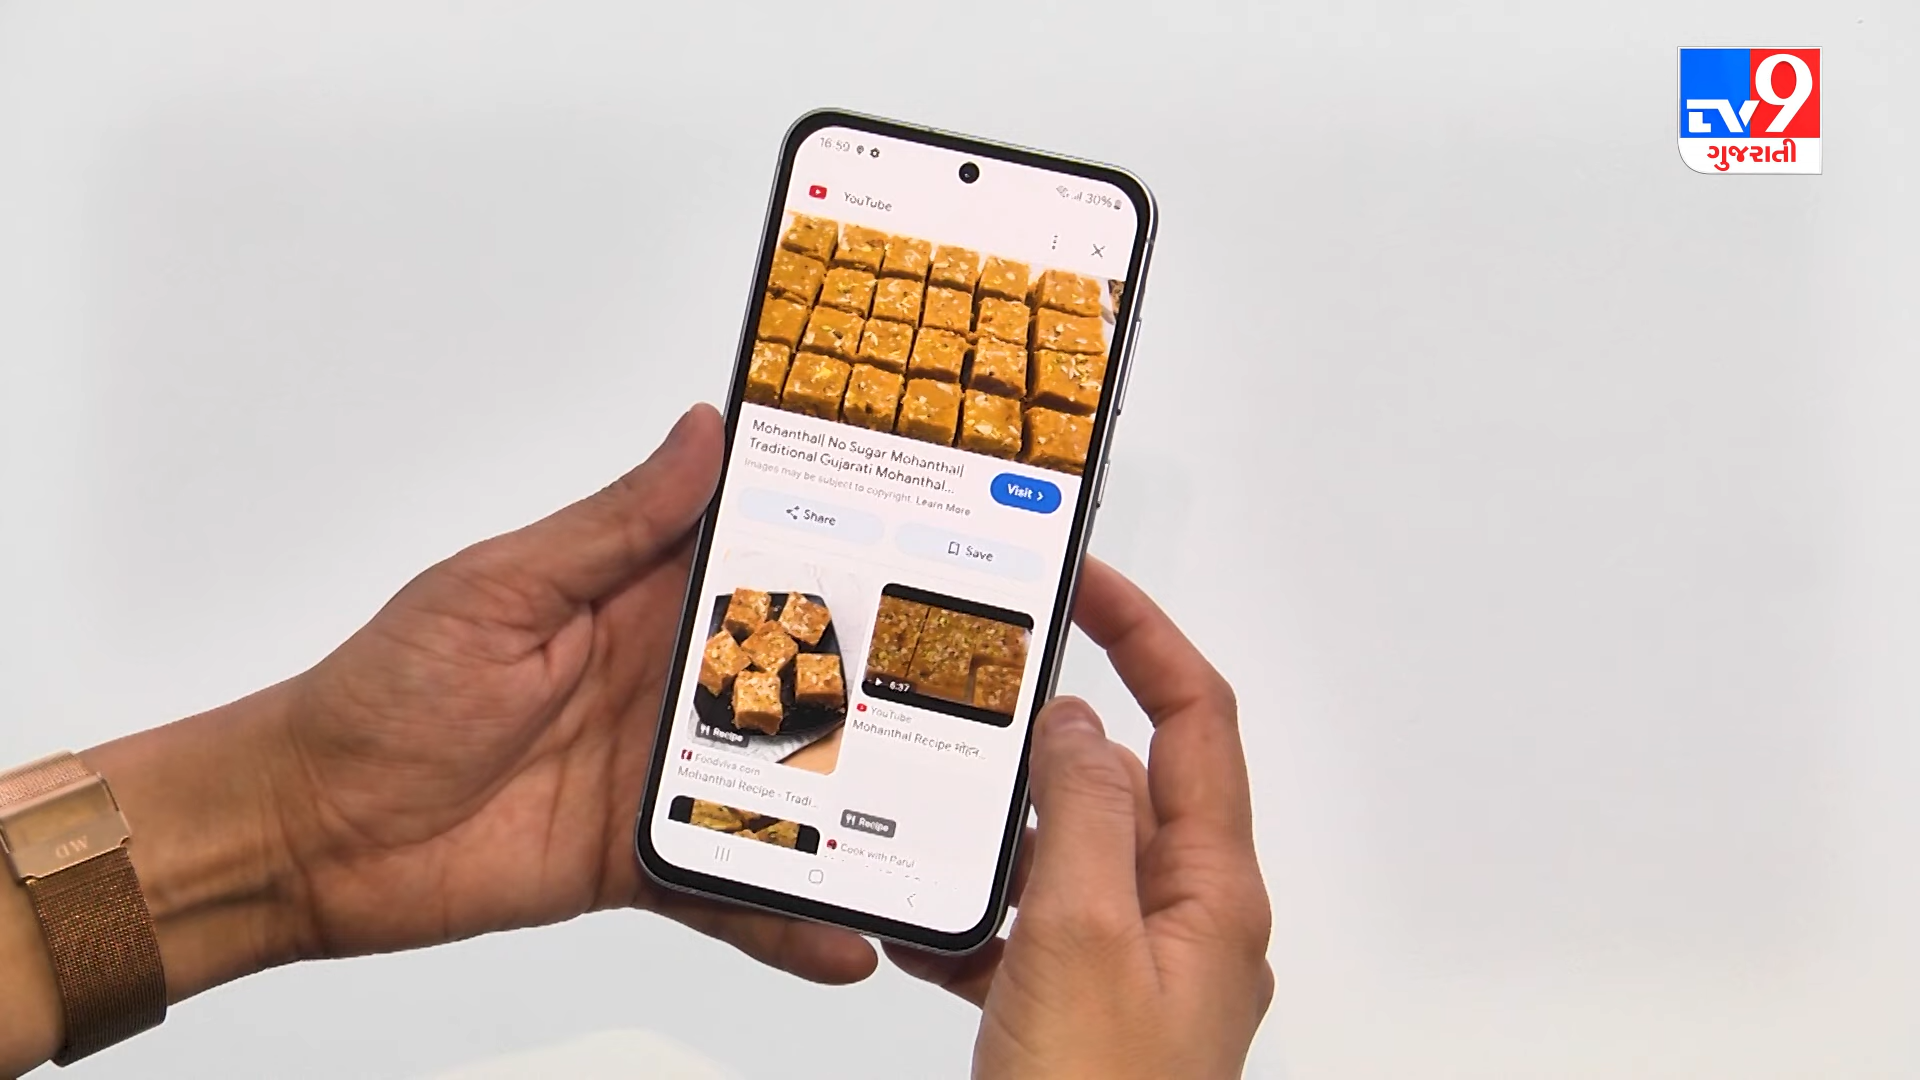 TV9
ગુજરાતી
16:59
30%
YouTube
Mohanthal| No Sugar Mohanthal|
Traditional Gujarati Mohanthal...
Images may be subject to copyright. Learn More
Visit
Share
Save
Recipe
Foodviva.com
Mohanthal Recipe - Tradi...
6:37
YouTube
Mohanthal Recipe मोहन...
Recipe
Cook with Parul